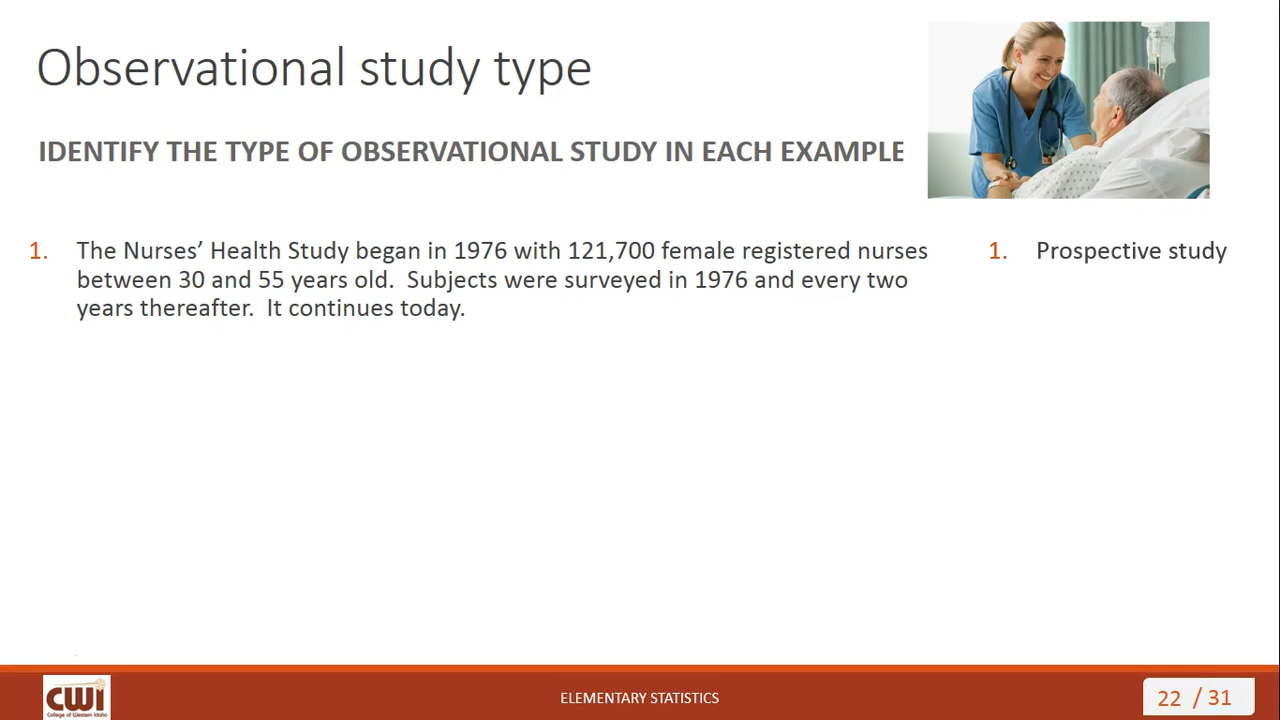 Observational study type
IDENTIFY THE TYPE OF OBSERVATIONAL STUDY IN EACH EXAMPLE
1. The Nurses’ Health Study began in 1976 with 121,700 female registered nurses
between 30 and 55 years old. Subjects were surveyed in 1976 and every two
years thereafter. It continues today.
1. Prospective study
CWI
College of Western Idaho
ELEMENTARY STATISTICS
22 / 31